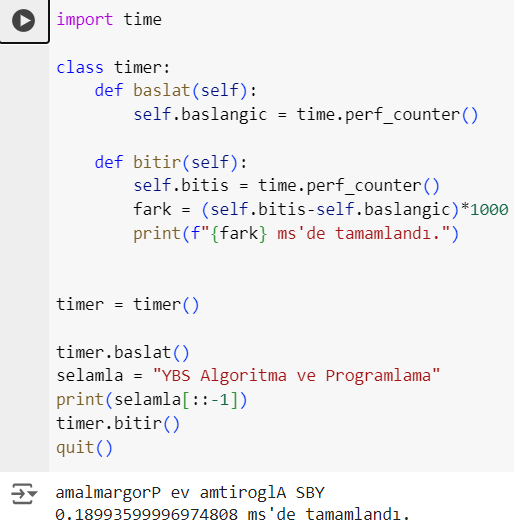 import time
class timer:
def baslat(self):
self.baslangic = time.perf_counter()
def bitir(self):
self.bitis = time.perf_counter()
fark = (self.bitis-self.baslangic)*1000
print(f"{fark} ms'de tamamlandı.")
timer = timer()
timer.baslat()
selamla = "YBS Algoritma ve Programlama"
print(selamla[::-1])
timer.bitir()
quit()
amalmargorP ev amtiroglA SBY
0.18993599996974808 ms'de tamamlandı.